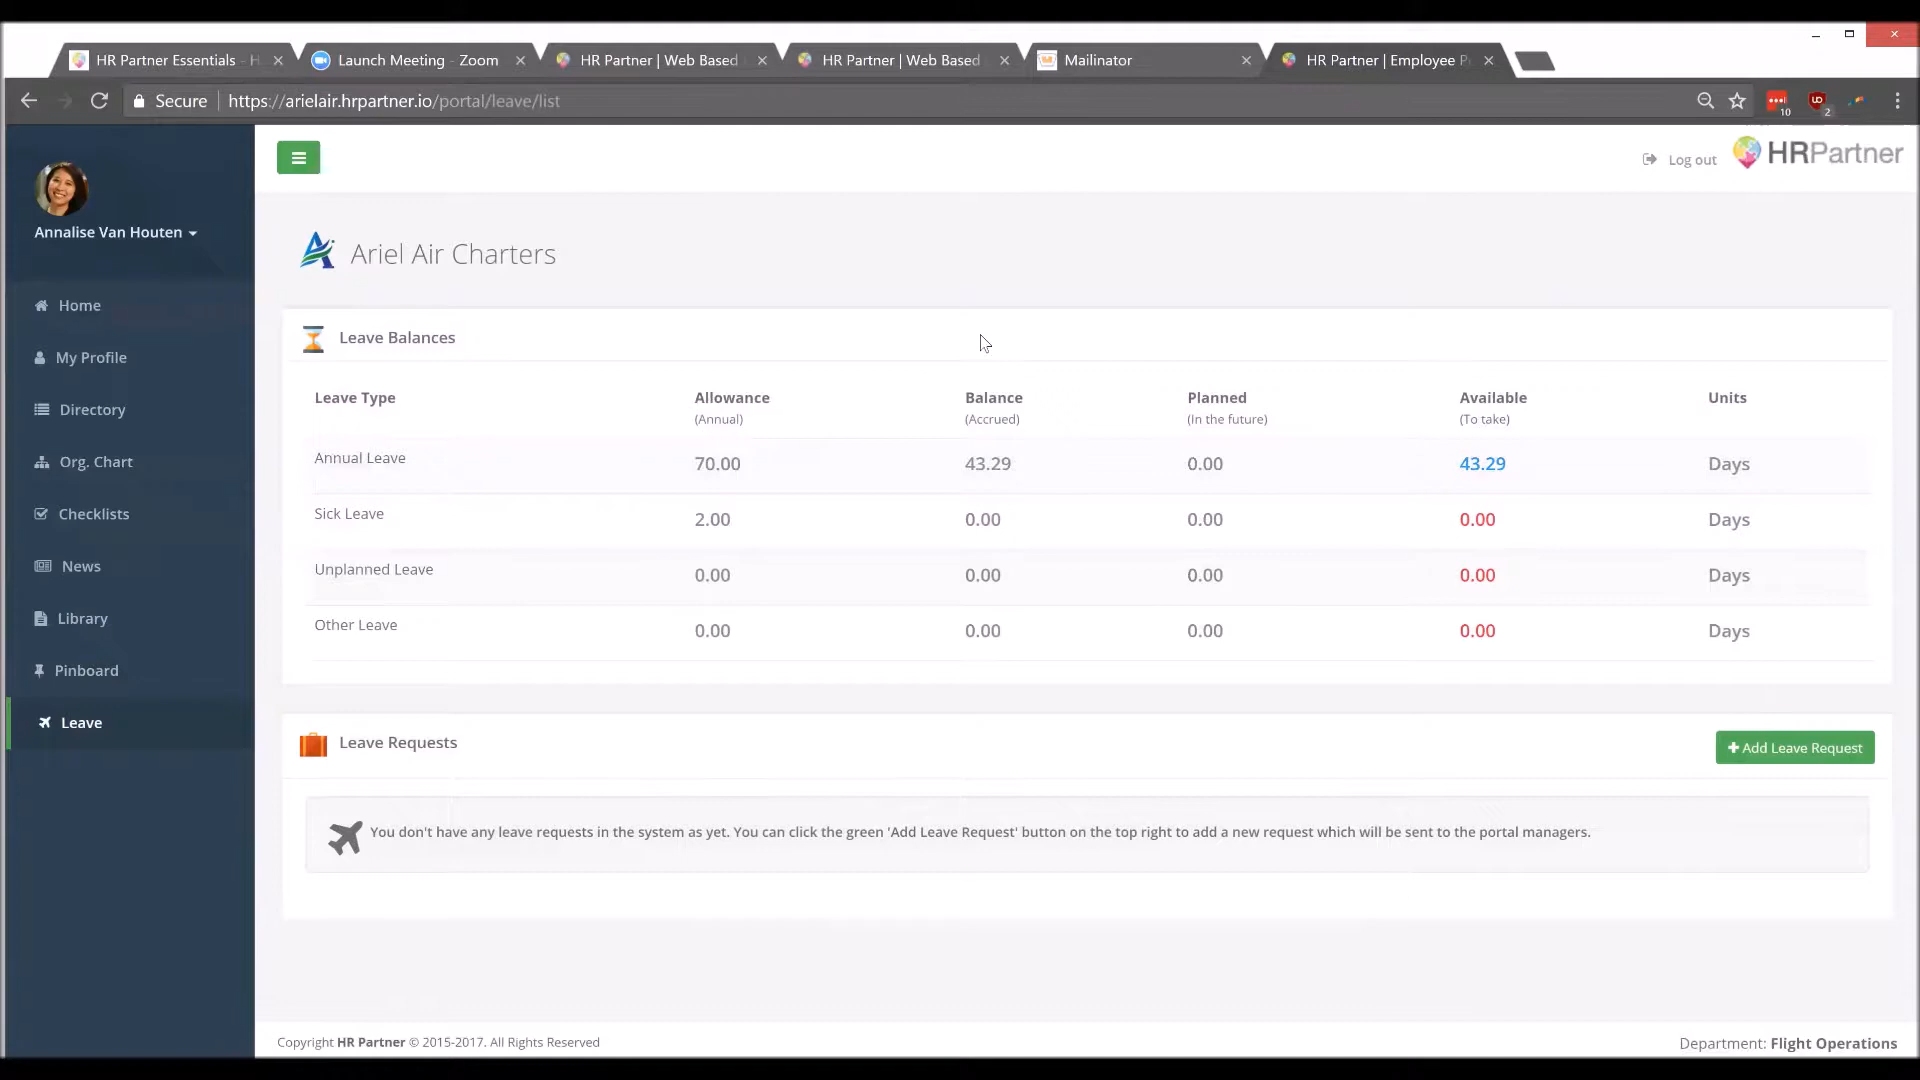 HR Partner Essentials - H
Launch Meeting - Zoom
HR Partner | Web Based
HR Partner | Web Based
Mailinator
HR Partner | Employee Po
Secure
https://arielair.hrpartner.io/portal/leave/list
10
2
Log out
HRPartner
Annalise Van Houten
Home
My Profile
Directory
Org. Chart
Checklists
News
Library
Pinboard
Leave
Ariel Air Charters
Leave Balances
Leave Type Allowance Balance Planned Available Units
(Annual) (Accrued) (In the future) (To take)
Annual Leave 70.00 43.29 0.00 43.29 Days
Sick Leave 2.00 0.00 0.00 0.00 Days
Unplanned Leave 0.00 0.00 0.00 0.00 Days
Other Leave 0.00 0.00 0.00 0.00 Days
Leave Requests
Add Leave Request
You don't have any leave requests in the system as yet. You can click the green 'Add Leave Request' button on the top right to add a new request which will be sent to the portal managers.
Copyright HR Partner © 2015-2017. All Rights Reserved
Department: Flight Operations